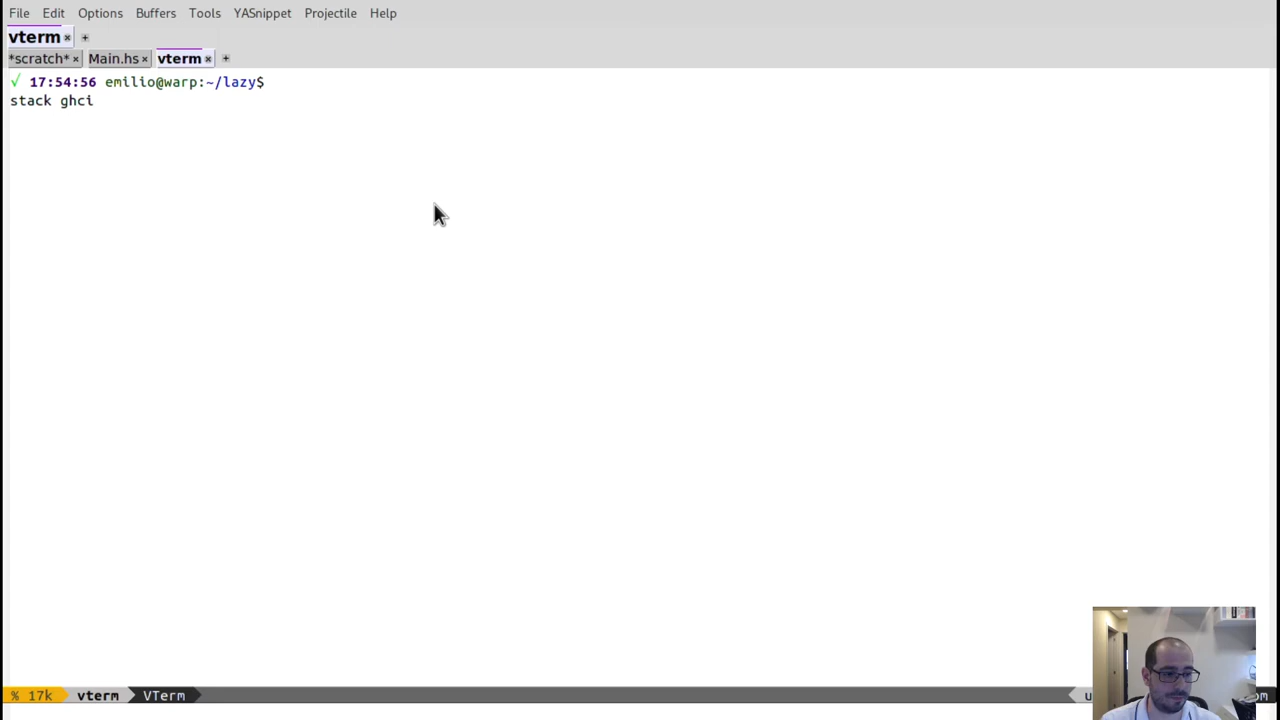 File Edit Options Buffers Tools YASnippet Projectile Help
vterm × +
*scratch* × Main.hs × vterm × +
√ 17:54:56 emilio@warp:~/lazy$
stack ghci
% 17k vterm VTerm